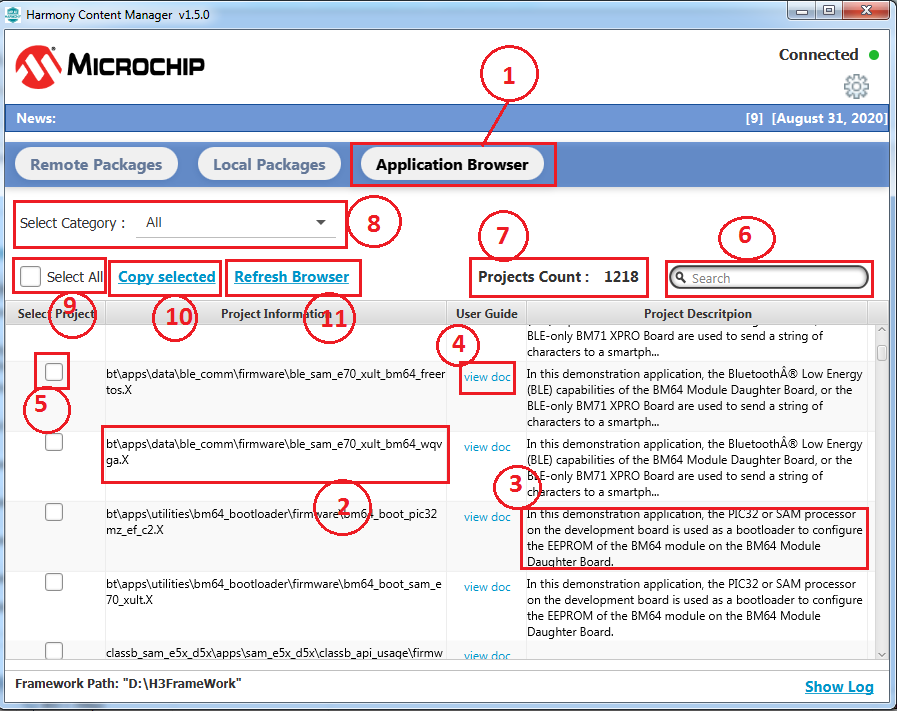 Harmony Content Manager v1.5.0
MICROCHIP
Connected
1
News:
[9] [August 31, 2020]
Remote Packages
Local Packages
Application Browser
Select Category :
All
8
7
6
Select All
Copy selected
Refresh Browser
Projects Count : 1218
Search
9
10
11
Select Project
Project Information
User Guide
Project Descritpion
BLE-only BM71 XPRO Board are used to send a string of
characters to a smartph...
4
5
bt\apps\data\ble_comm\firmware\ble_sam_e70_xult_bm64_freer
tos.X
view doc
In this demonstration application, the BluetoothÂ® Low Energy
(BLE) capabilities of the BM64 Module Daughter Board, or the
BLE-only BM71 XPRO Board are used to send a string of
characters to a smartph...
bt\apps\data\ble_comm\firmware\ble_sam_e70_xult_bm64_wqv
ga.X
view doc
In this demonstration application, the BluetoothÂ® Low Energy
(BLE) capabilities of the BM64 Module Daughter Board, or the
BLE-only BM71 XPRO Board are used to send a string of
characters to a smartph...
2
3
bt\apps\utilities\bm64_bootloader\firmware\bm64_boot_pic32
mz_ef_c2.X
view doc
In this demonstration application, the PIC32 or SAM processor
on the development board is used as a bootloader to configure
the EEPROM of the BM64 module on the BM64 Module
Daughter Board.
bt\apps\utilities\bm64_bootloader\firmware\bm64_boot_sam_e
70_xult.X
view doc
In this demonstration application, the PIC32 or SAM processor
on the development board is used as a bootloader to configure
the EEPROM of the BM64 module on the BM64 Module
Daughter Board.
classb_sam_e5x_d5x\apps\sam_e5x_d5x\classb_api_usage\firmw
view doc
Framework Path: "D:\H3FrameWork"
Show Log